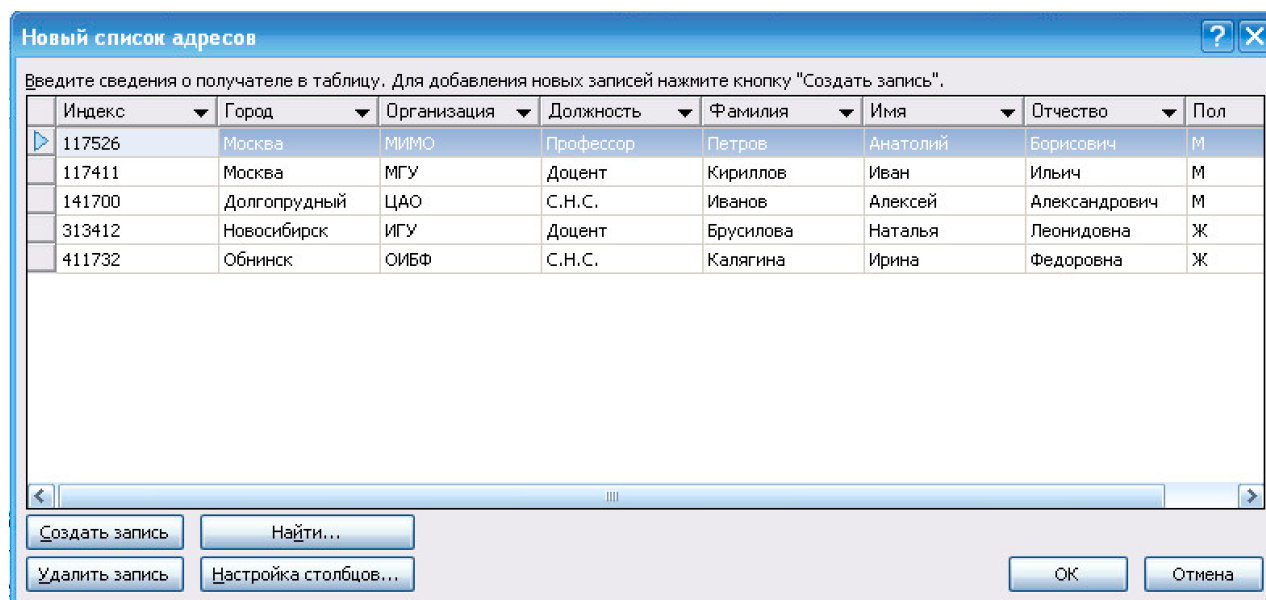 Новый список адресов
Введите сведения о получателе в таблицу. Для добавления новых записей нажмите кнопку "Создать запись".
Индекс Город Организация Должность Фамилия Имя Отчество Пол
117526 Москва МИМО Профессор Петров Анатолий Борисович М
117411 Москва МГУ Доцент Кириллов Иван Ильич М
141700 Долгопрудный ЦАО С.Н.С. Иванов Алексей Александрович М
313412 Новосибирск ИГУ Доцент Брусилова Наталья Леонидовна Ж
411732 Обнинск ОИБФ С.Н.С. Калягина Ирина Федоровна Ж
Создать запись Найти...
Удалить запись Настройка столбцов... ОК Отмена